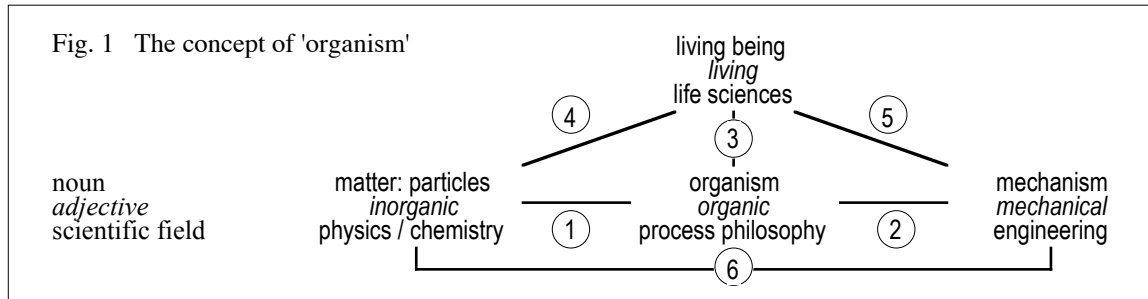 Fig. 1 The concept of 'organism'
living being
living
life sciences
4
5
3
noun
matter: particles
organism
mechanism
adjective
inorganic
organic
mechanical
scientific field
physics / chemistry
1
process philosophy
2
engineering
6